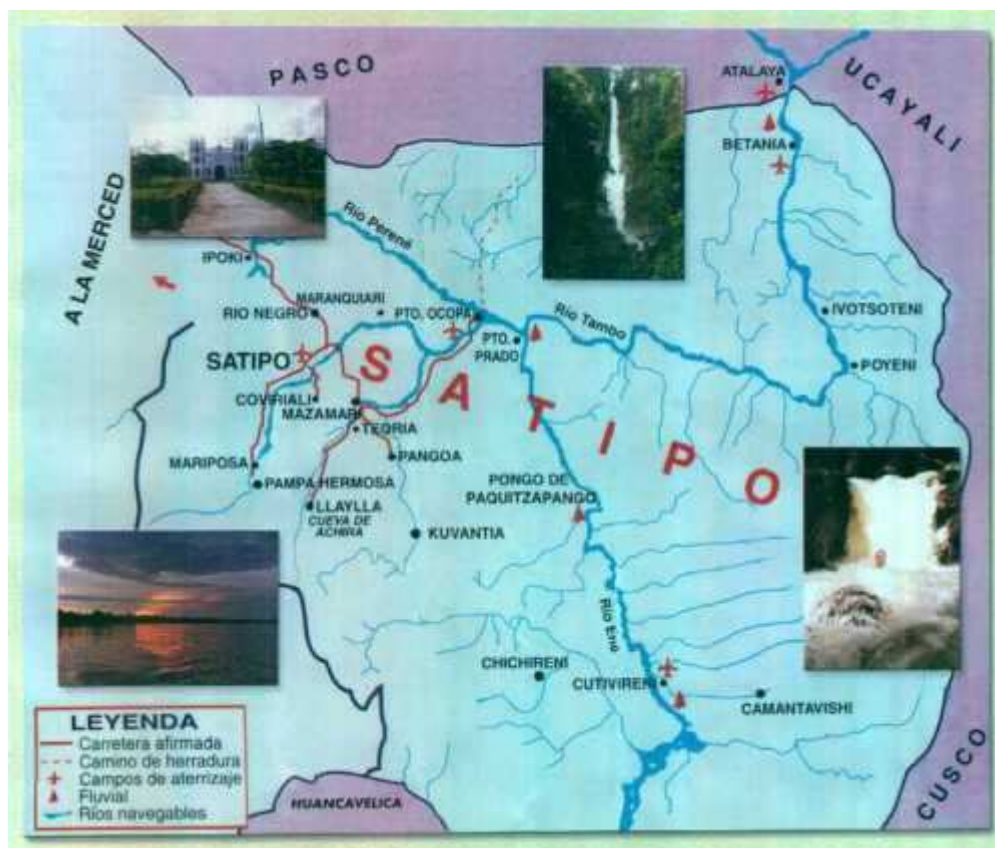 PASCO
UCAYALI
ATALAYA
BETANIA
A LA MERCED
Río Perené
IPOKI
MARANQUIARI
RIO NEGRO
PTO. OCOPA
Río Tambo
IVOTSOTENI
PTO.
PRADO
SATIPO
POYENI
SATIPO
COVIRIALI
MAZAMARI
TEORIA
MARIPOSA
PANGOA
PAMPA HERMOSA
PONGO DE
PAQUITZAPANGO
LLAYLLA
CUEVA DE
ACHIRA
KUVANTIA
Río Ene
CHICHIRENI
CUTIVIRENI
CAMANTAVISHI
CUSCO
HUANCAVELICA
LEYENDA
Carretera afirmada
Camino de herradura
Campos de aterrizaje
Fluvial
Ríos navegables